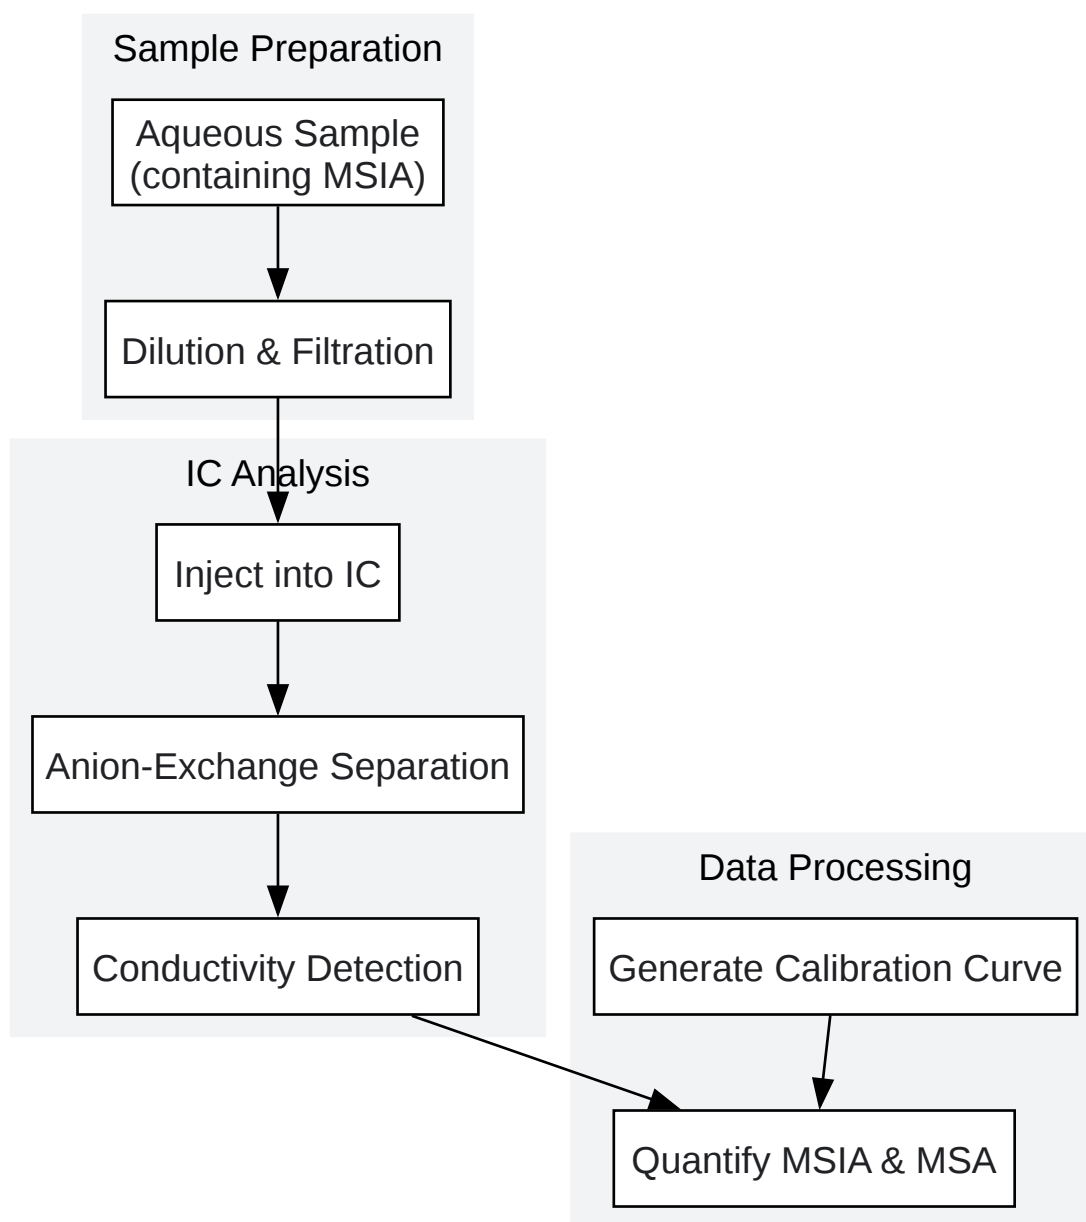 Sample Preparation
Aqueous Sample
(containing MSIA)
Dilution & Filtration
IC Analysis
Inject into IC
Anion-Exchange Separation
Conductivity Detection
Data Processing
Generate Calibration Curve
Quantify MSIA & MSA